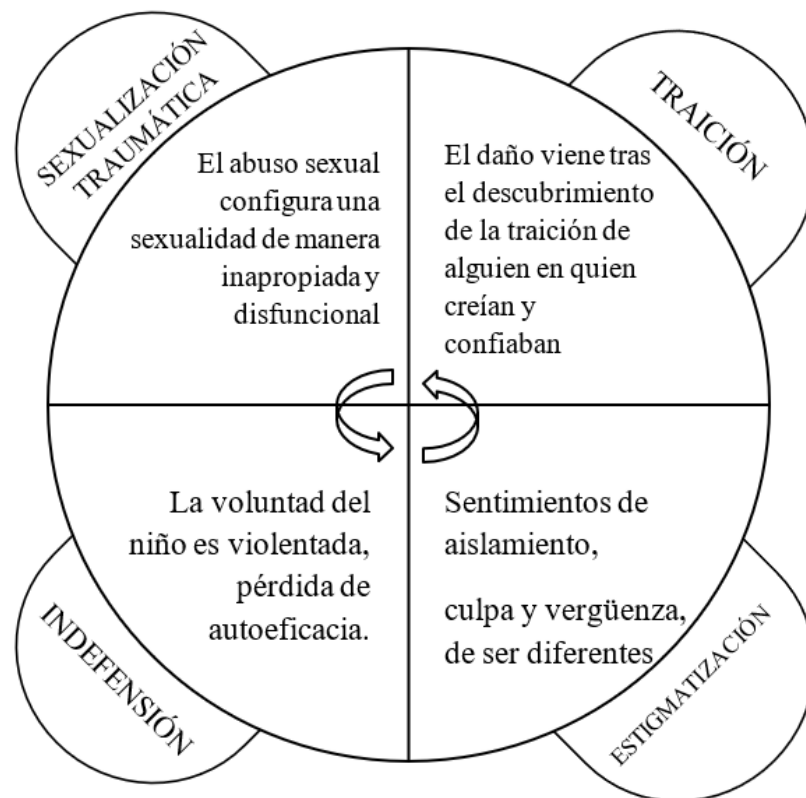 SEXUALIZACIÓN
TRAUMÁTICA
El abuso sexual
configura una
sexualidad de manera
inapropiada y
disfuncional
TRAICIÓN
El daño viene tras
el descubrimiento
de la traición de
alguien en quien
creían y
confiaban
INDEFENSIÓN
La voluntad del
niño es violentada,
pérdida de
autoeficacia.
ESTIGMATIZACIÓN
Sentimientos de
aislamiento,
culpa y vergüenza,
de ser diferentes